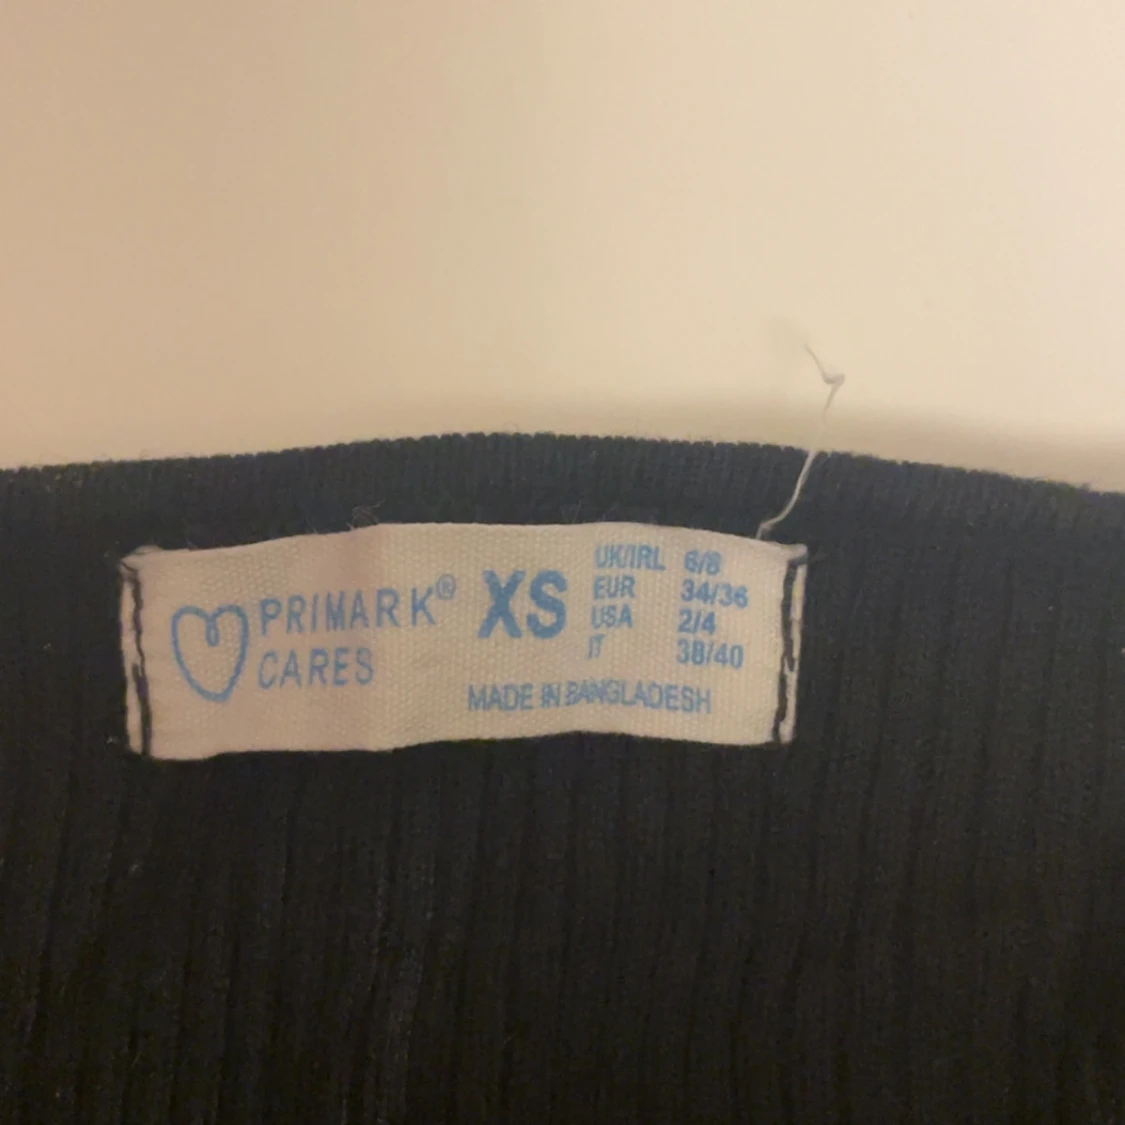 PRIMARK®
CARES
XS
UK/IRL 6/8
EUR 34/36
USA 2/4
IT 38/40
MADE IN BANGLADESH